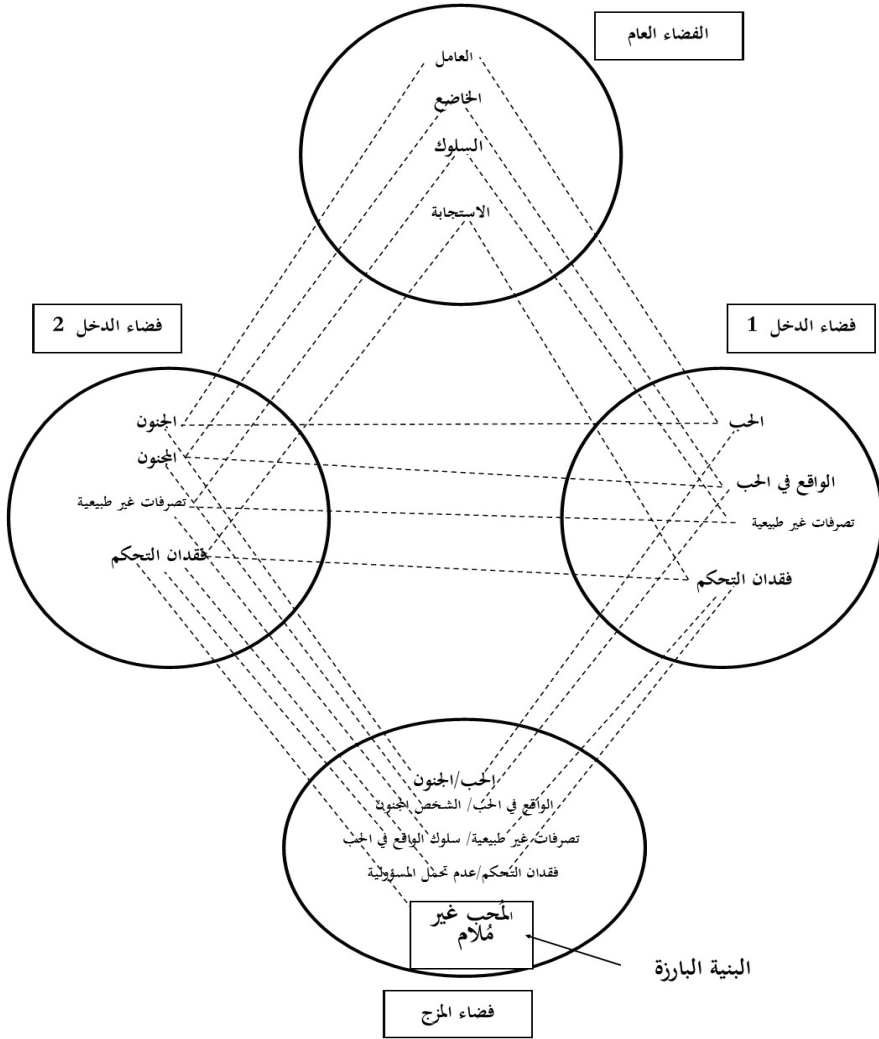 الفضاء العام
العامل
الخاضع
السلوك
الاستجابة
فضاء الدخل 1
الحب
الواقع في الحب
تصرفات غير طبيعية
فقدان التحكم
فضاء الدخل 2
الجنون
المجنون
تصرفات غير طبيعية
فقدان التحكم
الحب/الجنون
الواقع في الحب/ الشخص المجنون
تصرفات غير طبيعية/ سلوك الواقع في الحب
فقدان التحكم/عدم تحمل المسؤولية
المُحب غير
مُلام
البنية البارزة
فضاء المزج